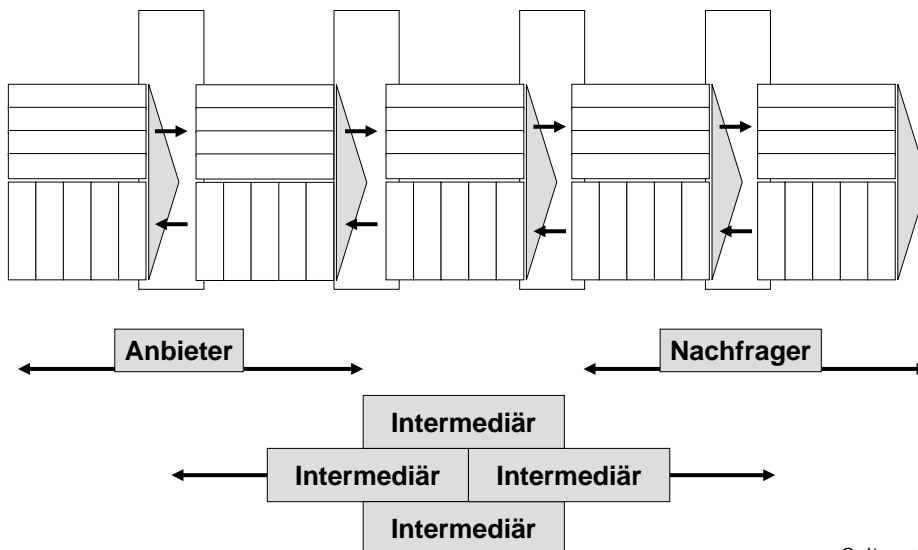 Anbieter
Nachfrager
Intermediär
Intermediär Intermediär
Intermediär